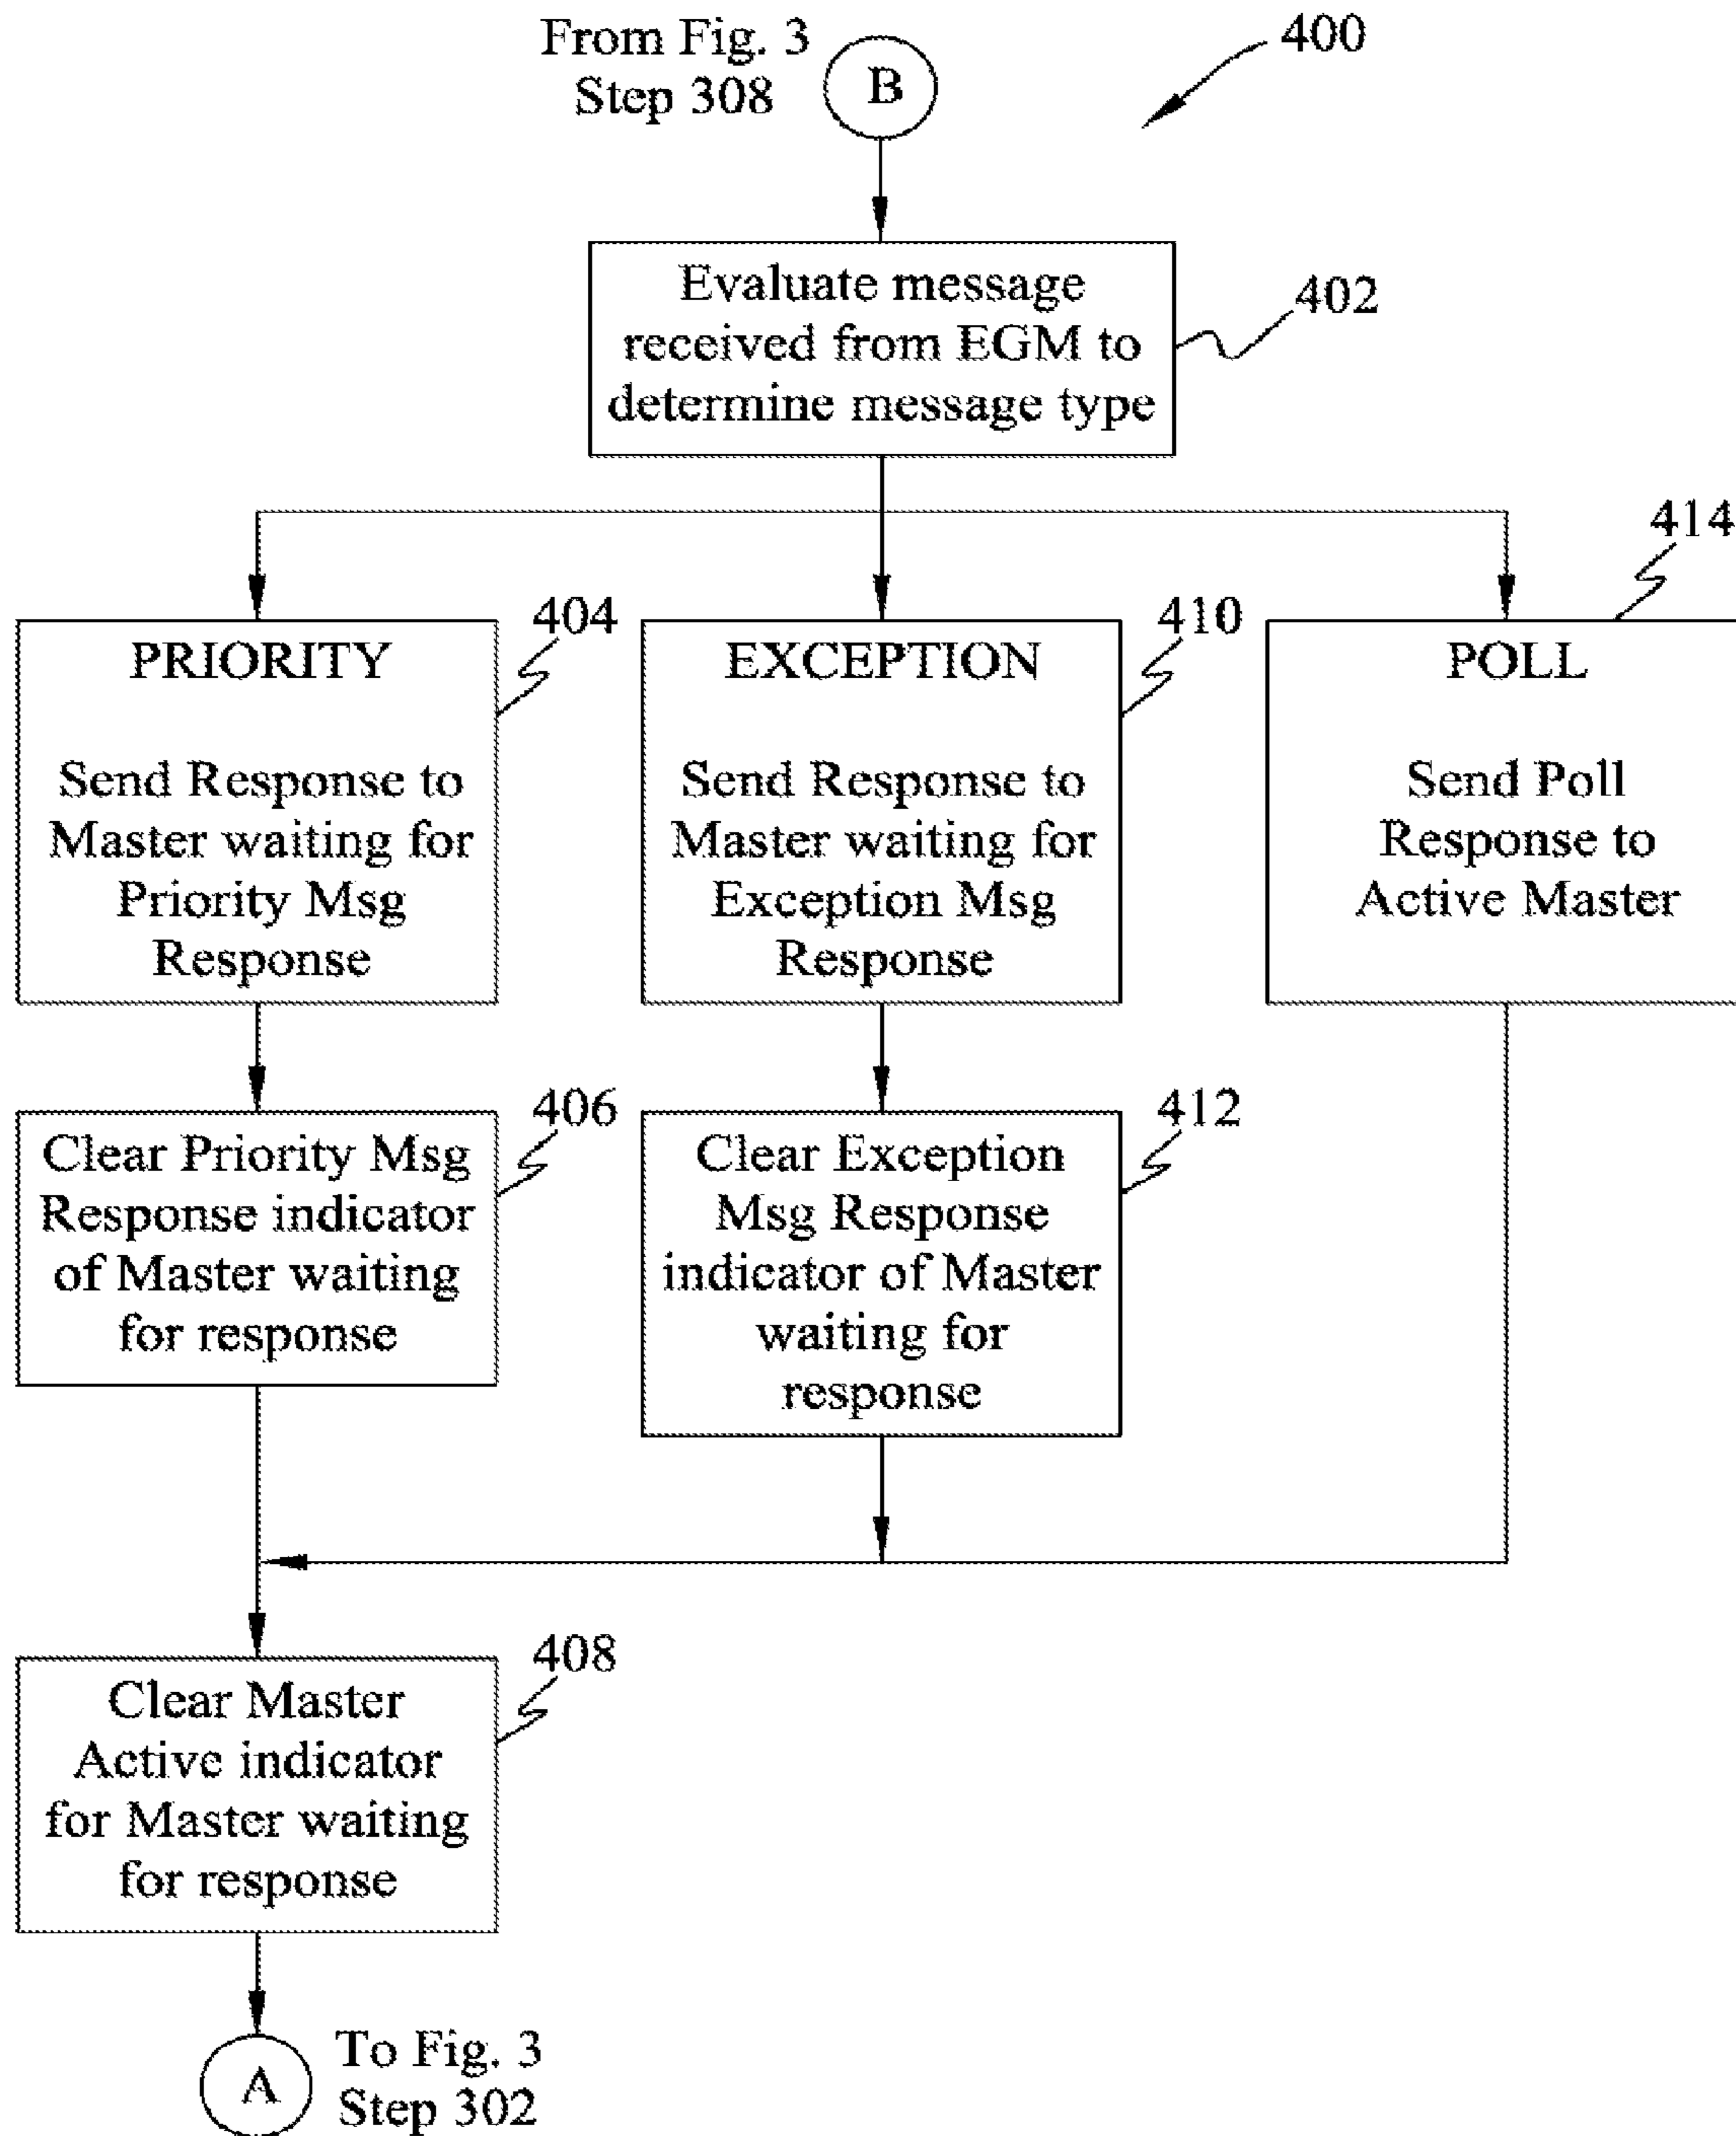 From Fig. 3
Step 308
B
400
Evaluate message
received from EGM to
determine message type
402
PRIORITY
Send Response to
Master waiting for
Priority Msg
Response
404
EXCEPTION
Send Response to
Master waiting for
Exception Msg
Response
410
POLL
Send Poll
Response to
Active Master
414
Clear Priority Msg
Response indicator
of Master waiting
for response
406
Clear Exception
Msg Response
indicator of Master
waiting for
response
412
Clear Master
Active indicator
for Master waiting
for response
408
A
To Fig. 3
Step 302